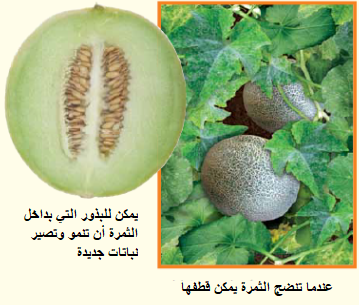 يمكن للبذور التي بداخل
الثمرة أن تنمو وتصير
نباتات جديدة
عندما تنضج الثمرة يمكن قطفها